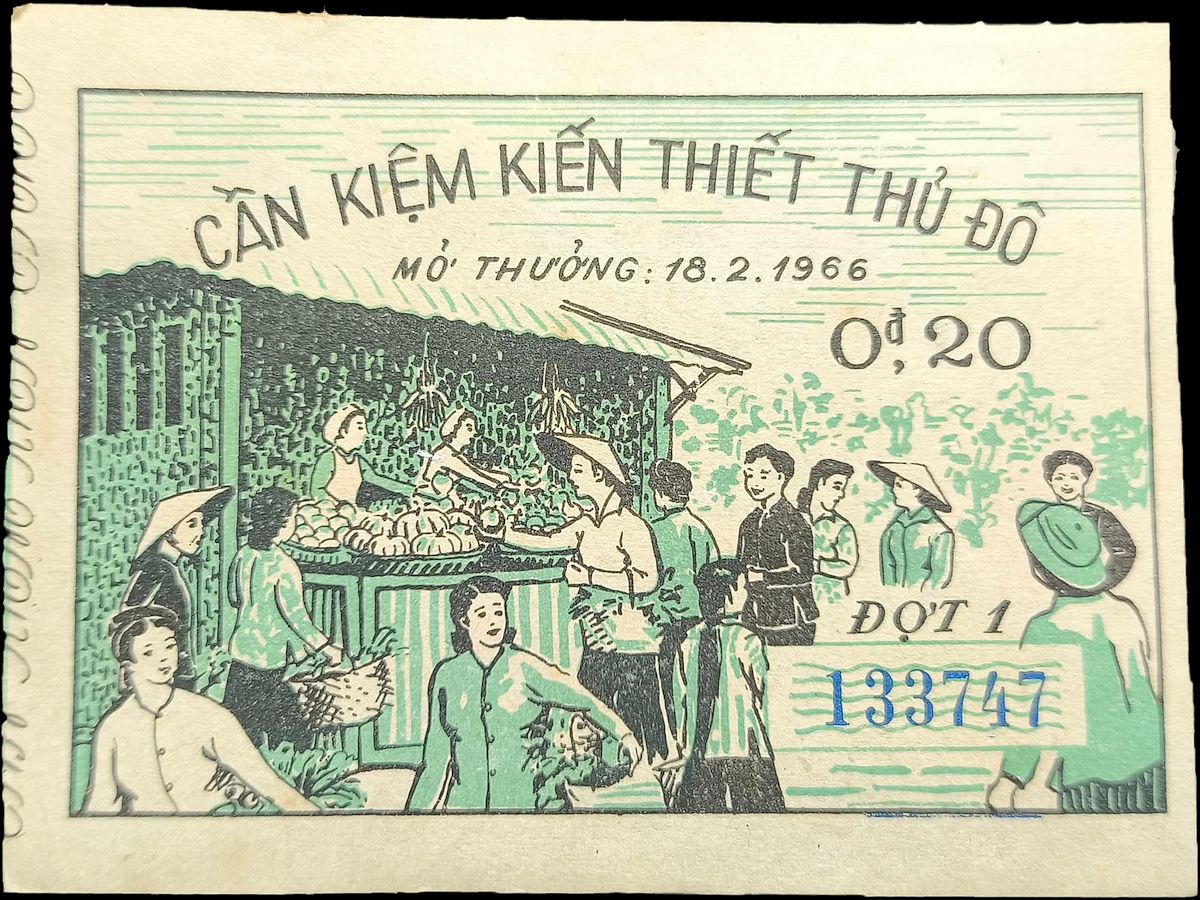 CẦN KIỆM KIẾN THIẾT THỦ ĐÔ
MỞ THƯỞNG: 18.2.1966
0đ,20
ĐỢT 1
133747